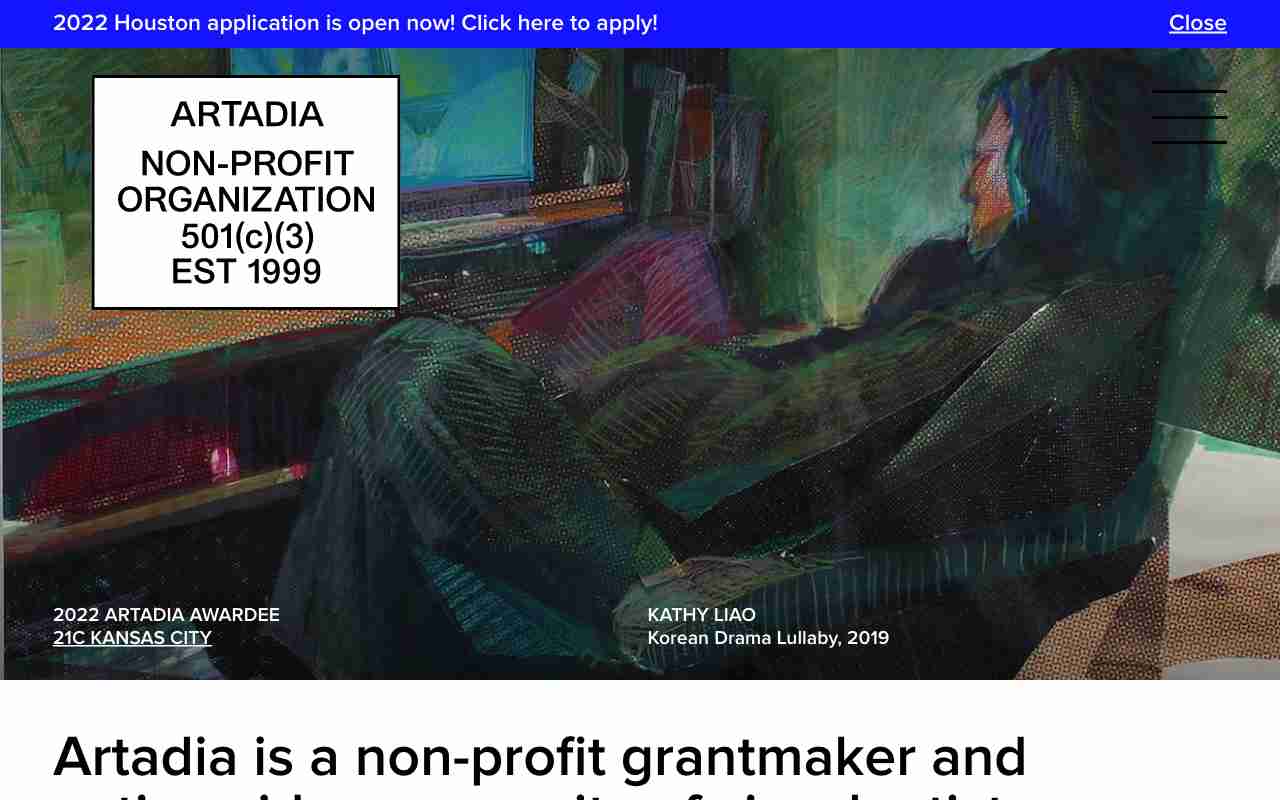 2022 Houston application is open now! Click here to apply!
Close
ARTADIA
NON-PROFIT
ORGANIZATION
501(c)(3)
EST 1999
2022 ARTADIA AWARDEE
21C KANSAS CITY
KATHY LIAO
Korean Drama Lullaby, 2019
Artadia is a non-profit grantmaker and